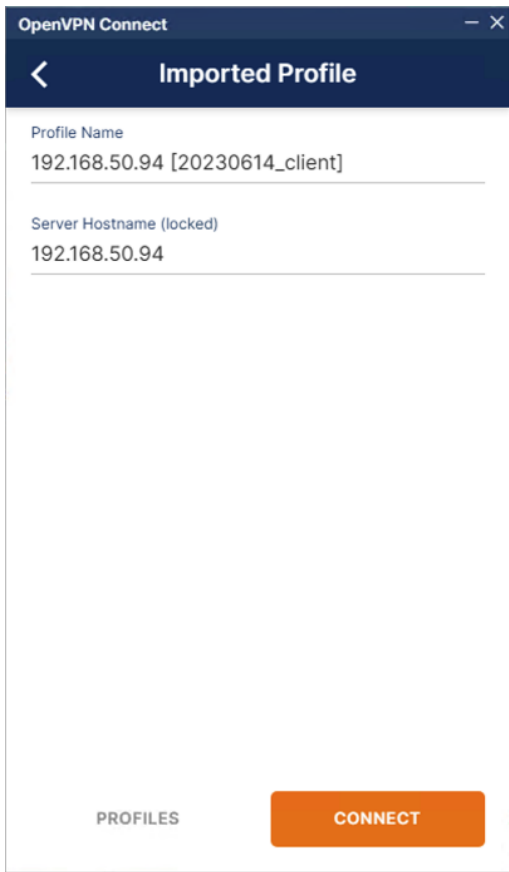 OpenVPN Connect
Imported Profile
Profile Name
192.168.50.94 [20230614_client]
Server Hostname (locked)
192.168.50.94
PROFILES
CONNECT